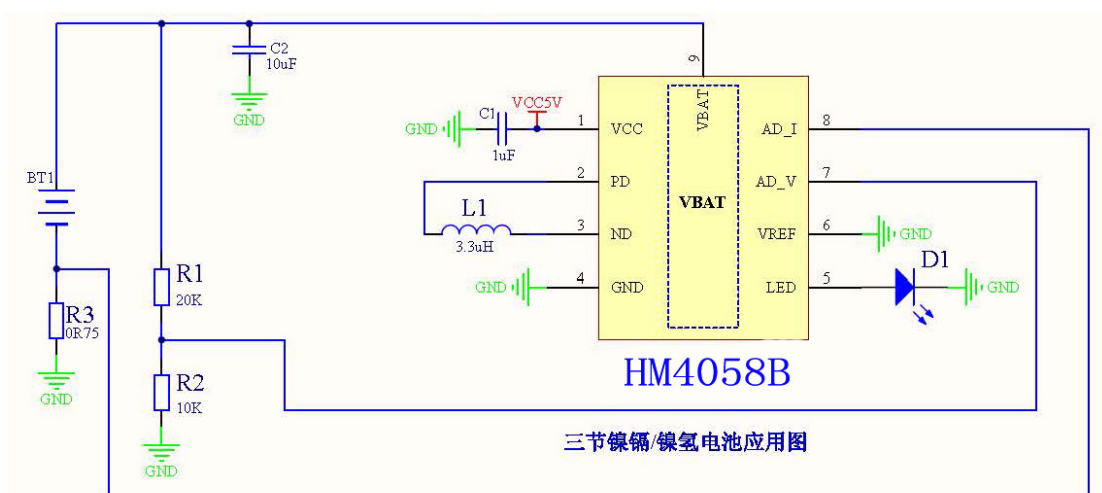 C2
10uF
GND
9
VCC5V
C1
GND
1uF
1
VCC
VBAT
AD_I
8
BT1
2
PD
VBAT
AD_V
7
L1
3.3uH
3
ND
VREF
6
GND
D1
R1
20K
GND
4
GND
LED
5
GND
R3
0R75
HM4058B
R2
10K
GND
三节镍镉/镍氢电池应用图
GND